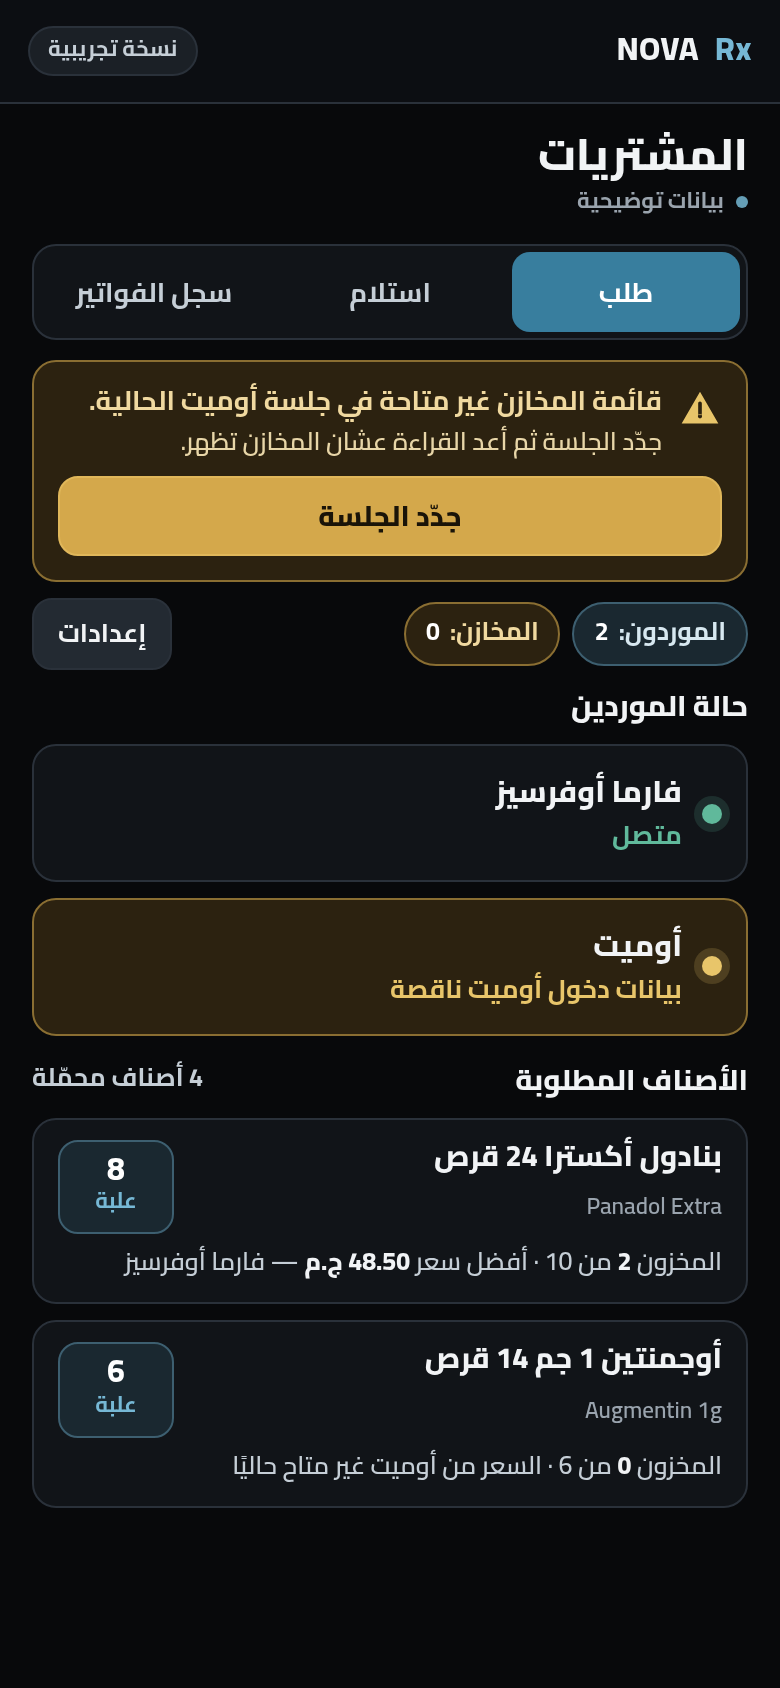 NOVA Rx
نسخة تجريبية
المشتريات
بيانات توضيحية
طلب
استلام
سجل الفواتير
قائمة المخازن غير متاحة في جلسة أوميت الحالية.
جدّد الجلسة ثم أعد القراءة عشان المخازن تظهر.
جدّد الجلسة
الموردون: 2
المخازن: 0
إعدادات
حالة الموردين
فارما أوفرسيز
متصل
أوميت
بيانات دخول أوميت ناقصة
الأصناف المطلوبة
4 أصناف محمّلة
بنادول أكسترا 24 قرص
Panadol Extra
8
علبة
المخزون 2 من 10 · أفضل سعر 48.50 ج.م — فارما أوفرسيز
أوجمنتين 1 جم 14 قرص
Augmentin 1g
6
علبة
المخزون 0 من 6 · السعر من أوميت غير متاح حاليًا